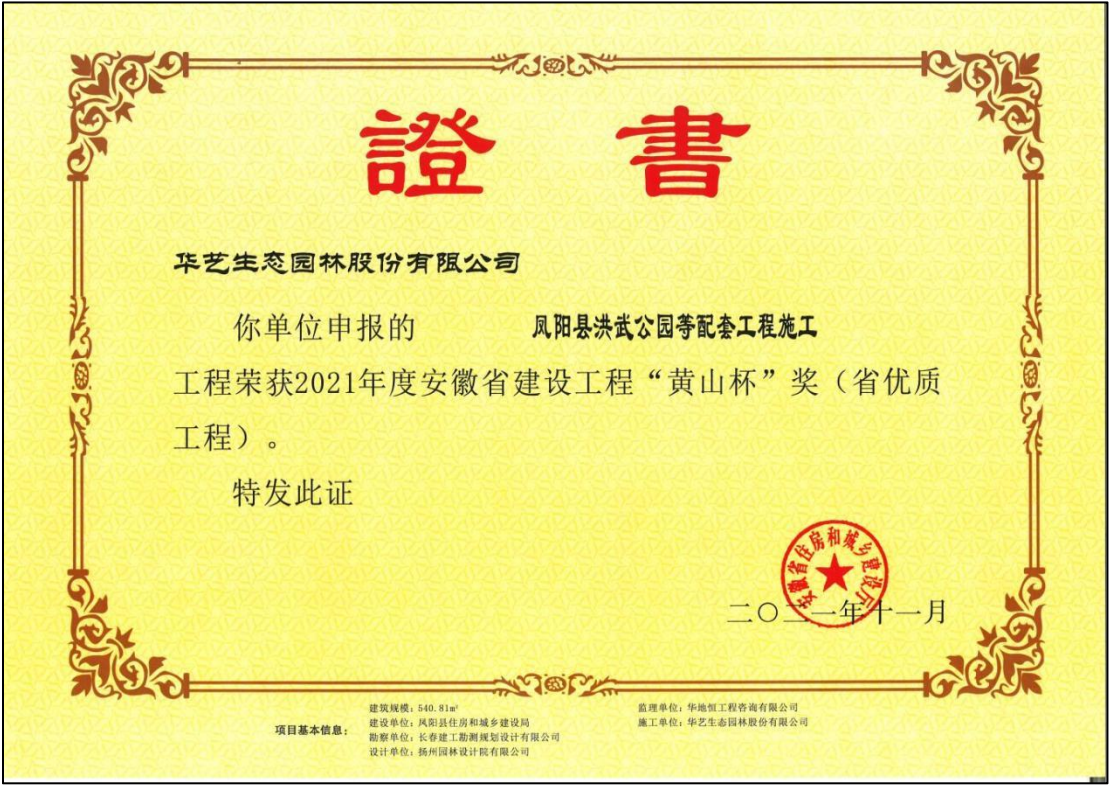 證 書
华艺生态园林股份有限公司
你单位申报的 凤阳县洪武公园等配套工程施工
工程荣获2021年度安徽省建设工程“黄山杯”奖（省优质
工程）。
特发此证
安徽省住房和城乡建设厅
二〇二一年十一月
项目基本信息：
建筑规模：540.81m²
建设单位：凤阳县住房和城乡建设局
勘察单位：长春建工勘测规划设计有限公司
设计单位：扬州园林设计院有限公司
监理单位：华地恒工程咨询有限公司
施工单位：华艺生态园林股份有限公司